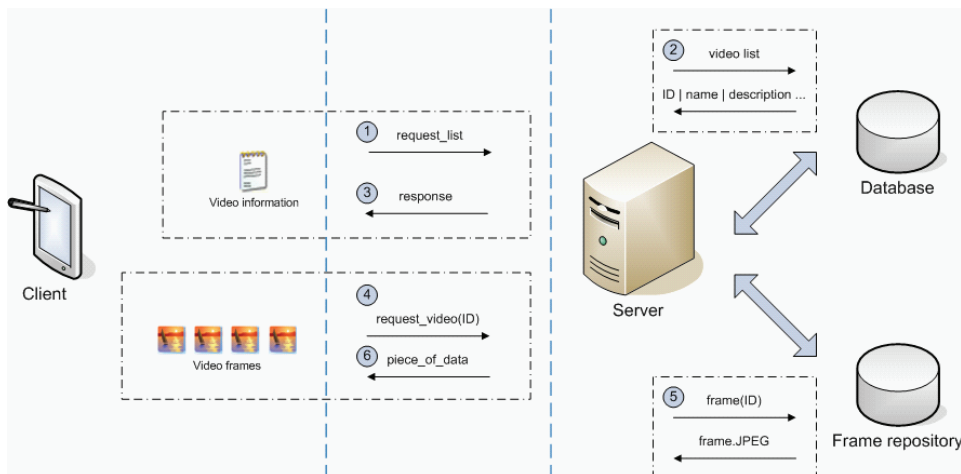 2
video list
ID | name | description ...
1
request_list
3
response
Video information
Database
Client
Server
4
request_video(ID)
6
piece_of_data
Video frames
5
frame(ID)
frame.JPEG
Frame repository